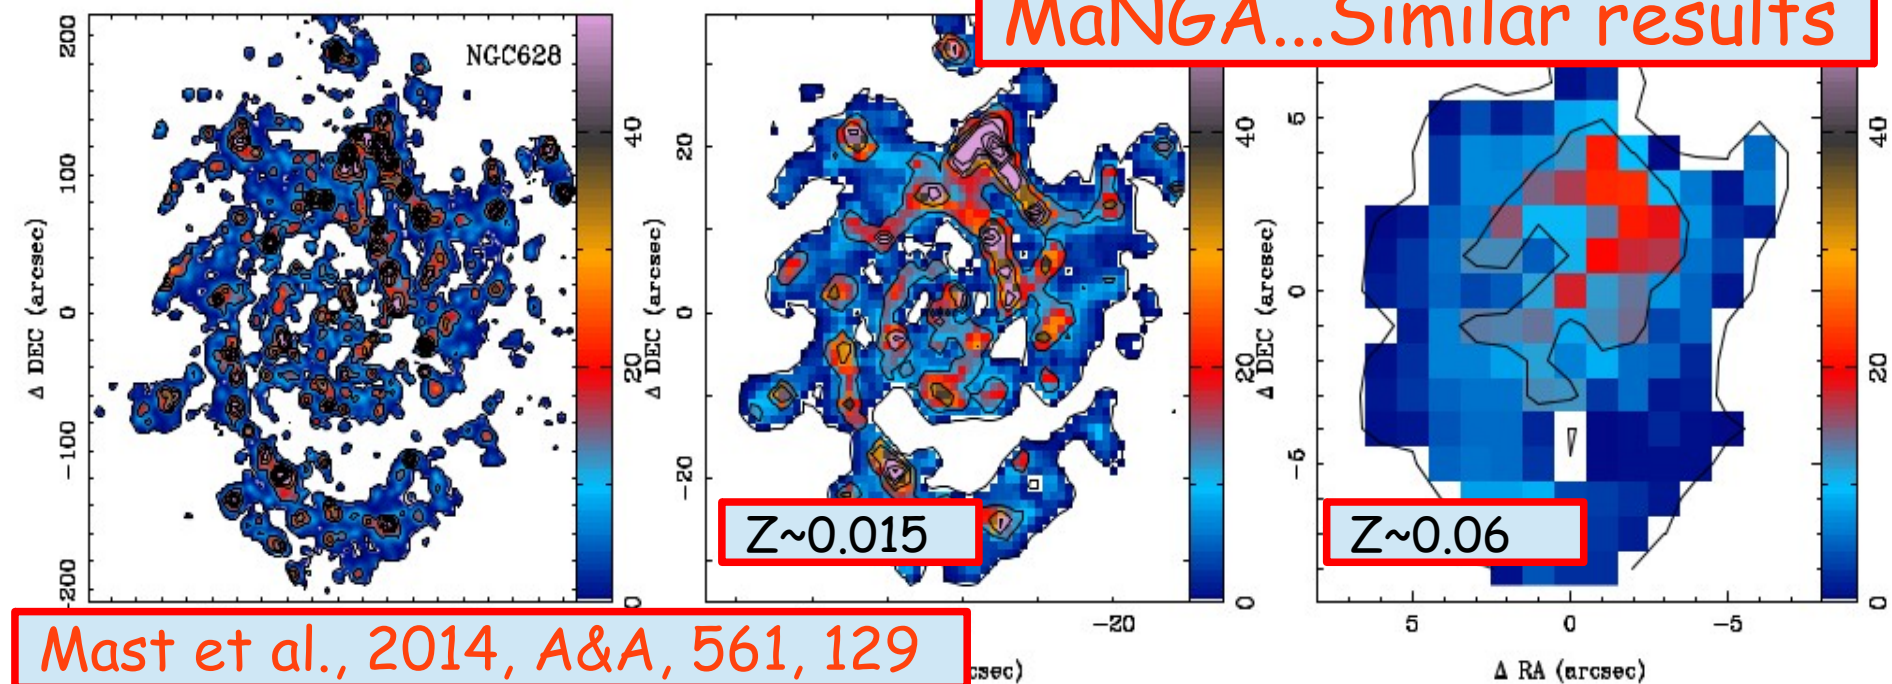 MaNGA...Similar results
NGC628
200
100
0
-100
-200
Δ DEC (arcsec)
40
20
0
20
0
-20
Δ DEC (arcsec)
40
20
0
5
0
-5
Δ DEC (arcsec)
40
20
0
Z~0.015
Z~0.06
-20
5 0 -5
Mast et al., 2014, A&A, 561, 129
csec)
Δ RA (arcsec)